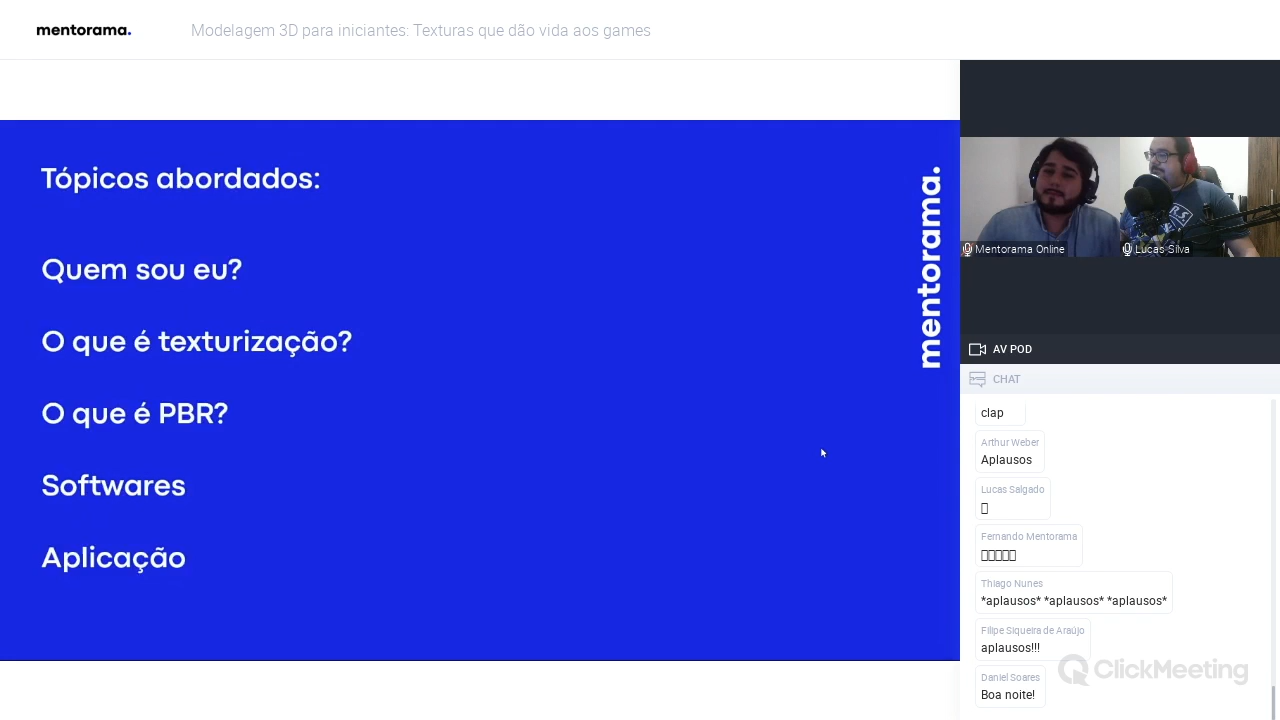 mentorama.
Modelagem 3D para iniciantes: Texturas que dão vida aos games
Tópicos abordados:
Quem sou eu?
O que é texturização?
O que é PBR?
Softwares
Aplicação
mentorama.
Mentorama Online
Lucas Silva
AV POD
CHAT
clap
Arthur Weber
Aplausos
Lucas Salgado
Fernando Mentorama
Thiago Nunes
*aplausos* *aplausos* *aplausos*
Filipe Siqueira de Araújo
aplausos!!!
Daniel Soares
Boa noite!
ClickMeeting